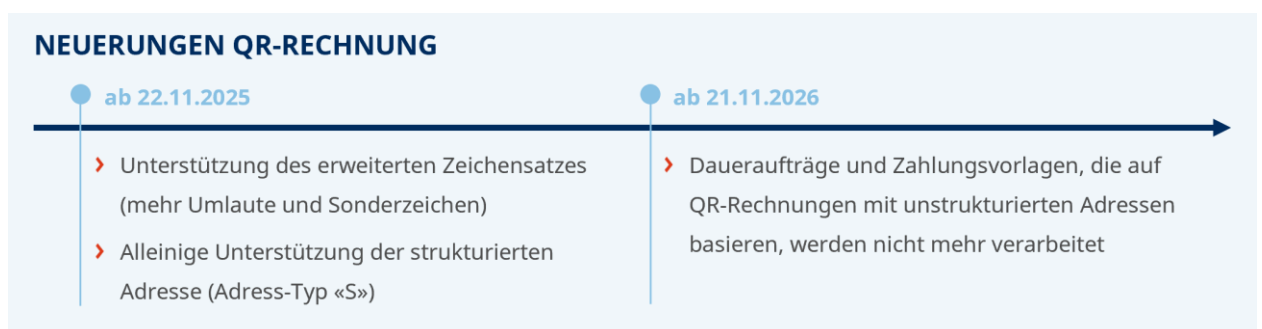 NEUERUNGEN QR-RECHNUNG
ab 22.11.2025
Unterstützung des erweiterten Zeichensatzes
(mehr Umlaute und Sonderzeichen)
Alleinige Unterstützung der strukturierten
Adresse (Adress-Typ «S»)
ab 21.11.2026
Daueraufträge und Zahlungsvorlagen, die auf
QR-Rechnungen mit unstrukturierten Adressen
basieren, werden nicht mehr verarbeitet